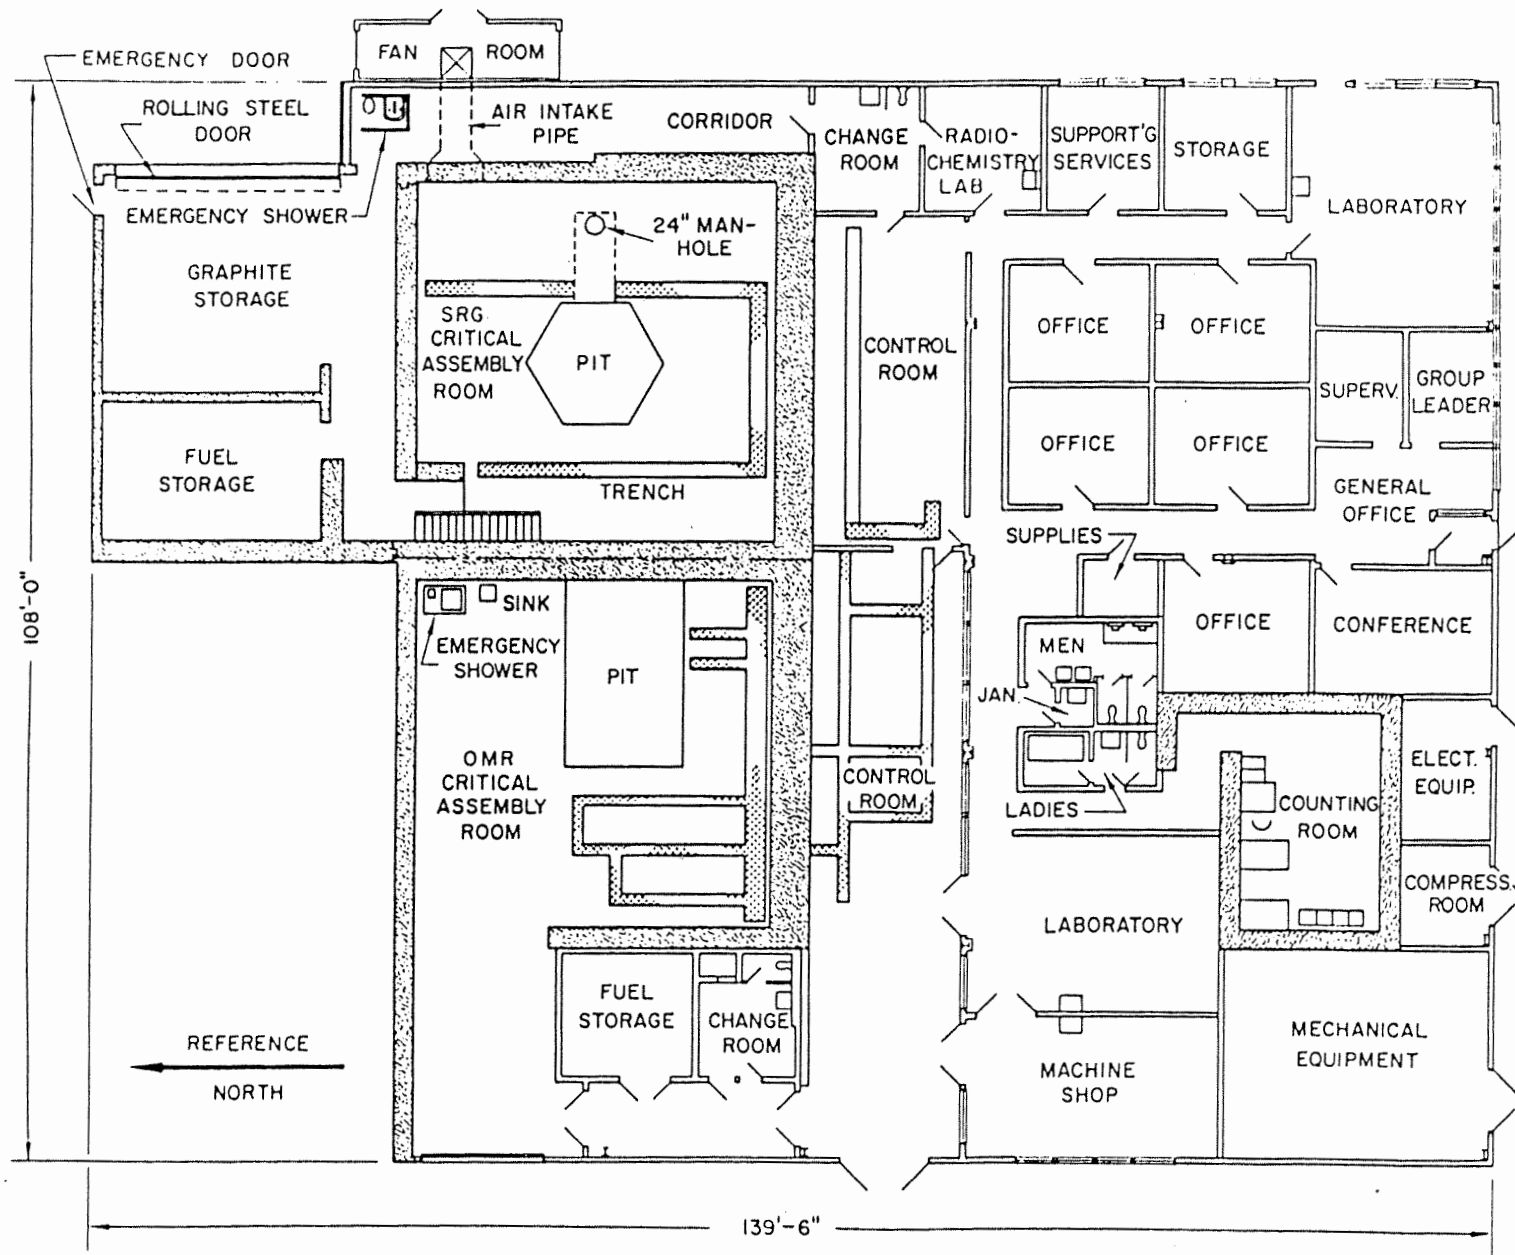 FAN ROOM
EMERGENCY DOOR
ROLLING STEEL
DOOR
AIR INTAKE
PIPE
CORRIDOR
CHANGE
ROOM
RADIO-
CHEMISTRY
LAB
SUPPORT'G
SERVICES
STORAGE
LABORATORY
EMERGENCY SHOWER
24" MAN-
HOLE
GRAPHITE
STORAGE
SRG
CRITICAL
ASSEMBLY
ROOM
PIT
CONTROL
ROOM
OFFICE
OFFICE
SUPERV.
GROUP
LEADER
OFFICE
OFFICE
FUEL
STORAGE
TRENCH
GENERAL
OFFICE
SUPPLIES
108'-0"
SINK
EMERGENCY
SHOWER
PIT
MEN
OFFICE
CONFERENCE
JAN.
OMR
CRITICAL
ASSEMBLY
ROOM
CONTROL
ROOM
LADIES
COUNTING
ROOM
ELECT.
EQUIP.
COMPRESS.
ROOM
LABORATORY
FUEL
STORAGE
CHANGE
ROOM
REFERENCE
NORTH
MACHINE
SHOP
MECHANICAL
EQUIPMENT
139'-6"